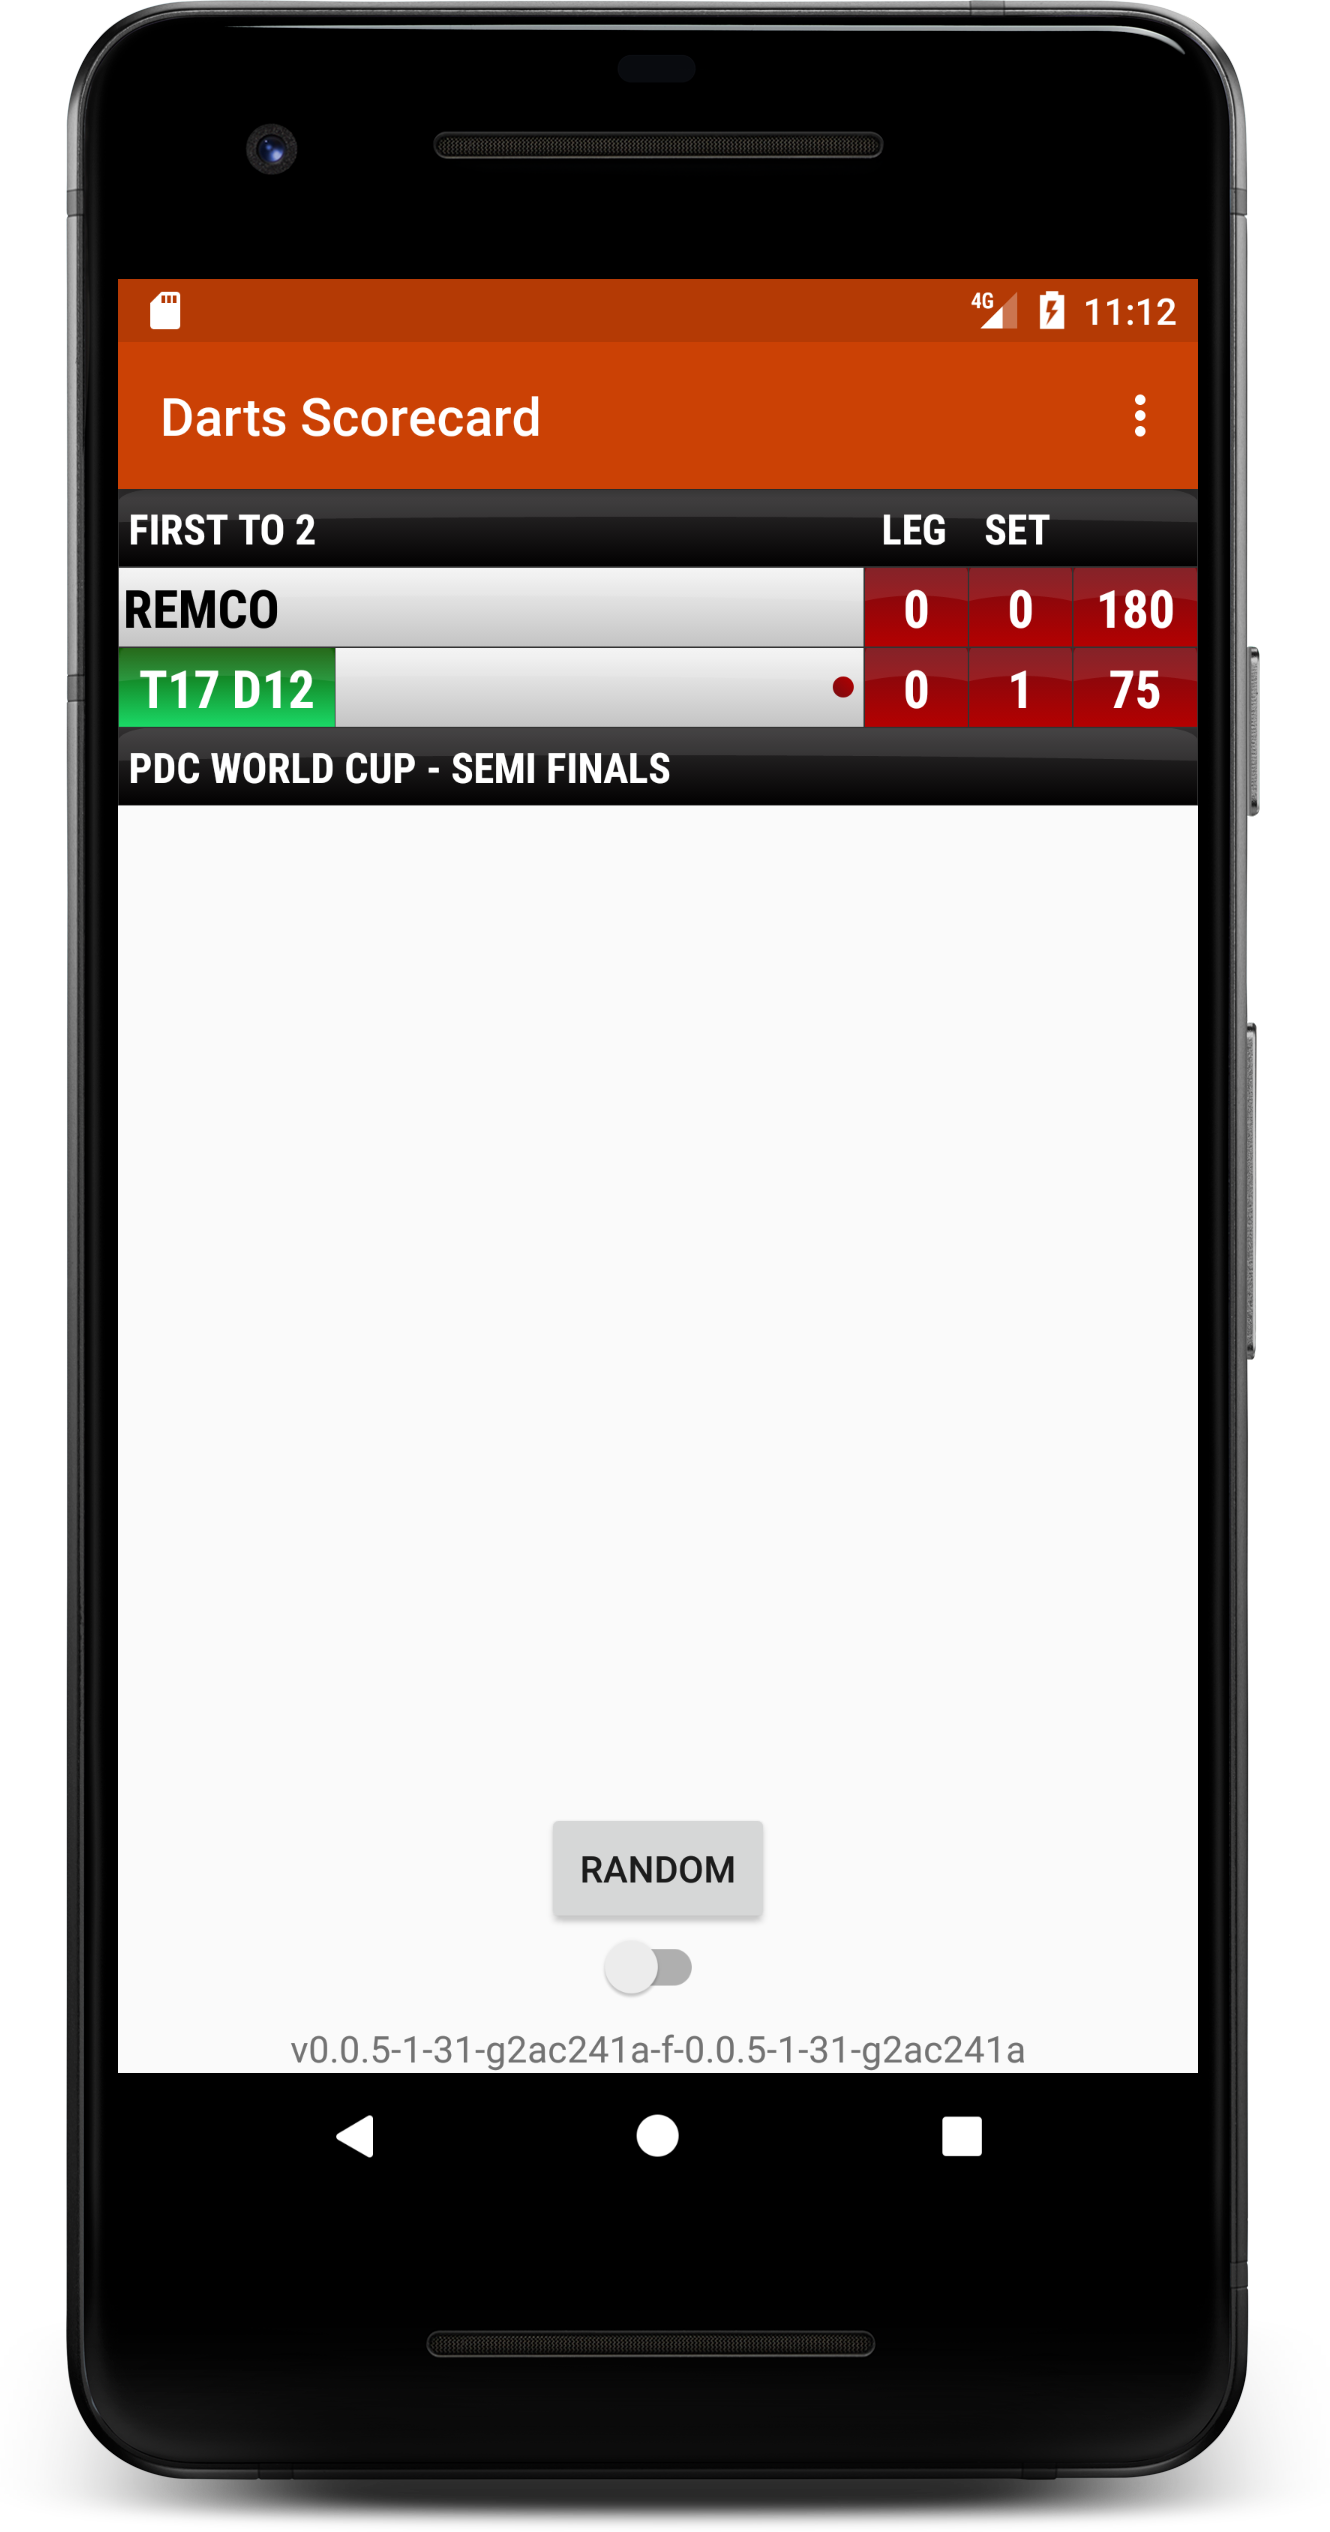 4G 11:12
Darts Scorecard
FIRST TO 2 LEG SET
REMCO 0 0 180
T17 D12 0 1 75
PDC WORLD CUP - SEMI FINALS
RANDOM
v0.0.5-1-31-g2ac241a-f-0.0.5-1-31-g2ac241a